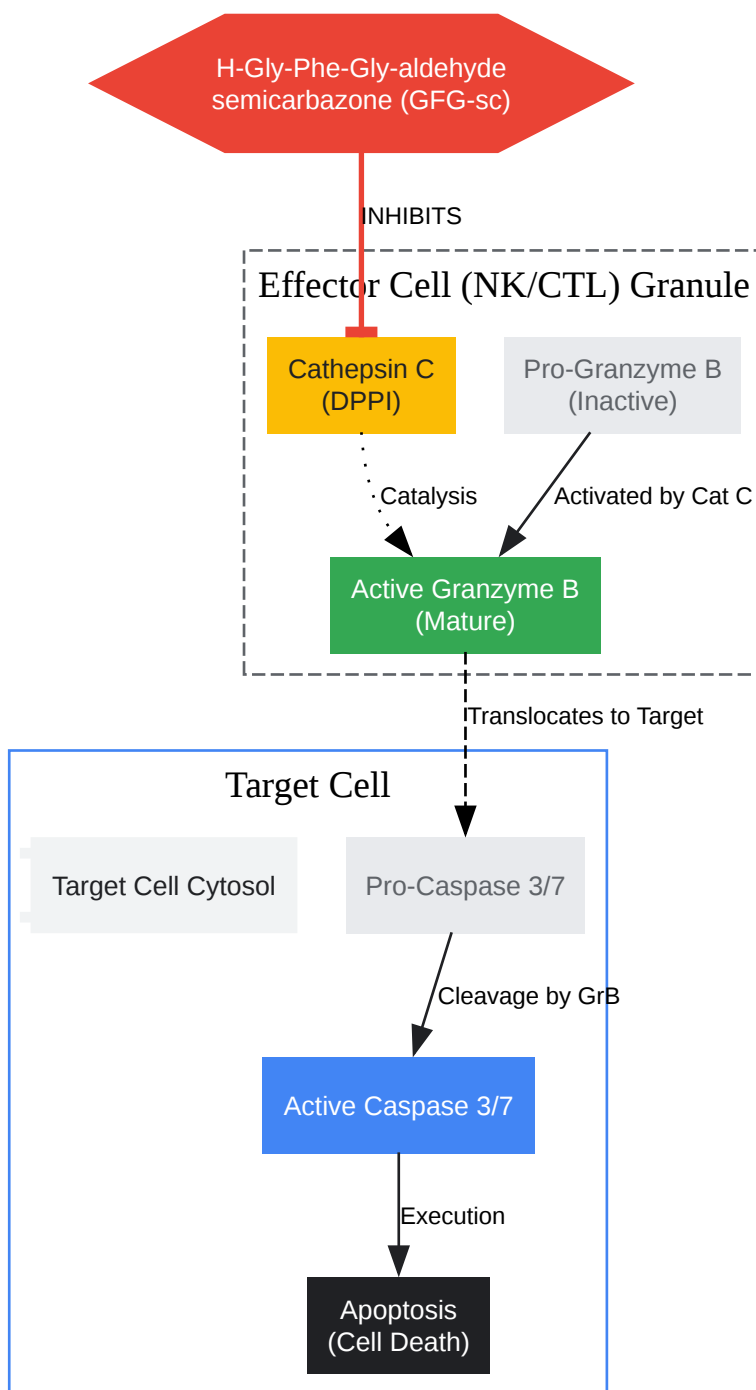 H-Gly-Phe-Gly-aldehyde
semicarbazone (GFG-sc)
INHIBITS
Effector Cell (NK/CTL) Granule
Cathepsin C
(DPPI)
Pro-Granzyme B
(Inactive)
Catalysis
Activated by Cat C
Active Granzyme B
(Mature)
Translocates to Target
Target Cell
Target Cell Cytosol
Pro-Caspase 3/7
Cleavage by GrB
Active Caspase 3/7
Execution
Apoptosis
(Cell Death)